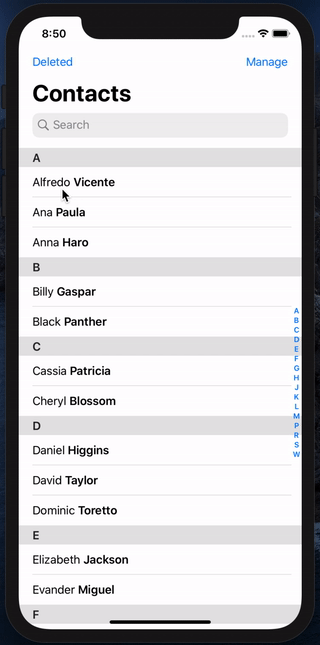 8:50
Deleted Manage
Contacts
Search
A
Alfredo Vicente
Ana Paula
Anna Haro
B
Billy Gaspar
Black Panther
C
Cassia Patricia
Cheryl Blossom
D
Daniel Higgins
David Taylor
Dominic Toretto
E
Elizabeth Jackson
Evander Miguel
F
A
B
C
D
E
F
G
H
J
K
L
M
P
R
S
W